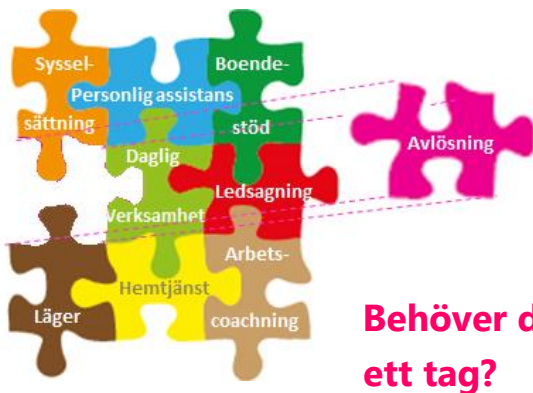 Syssel-
sättning
Personlig assistans
Boende-
stöd
Daglig
Verksamhet
Ledsagning
Avlösning
Läger
Hemtjänst
Arbets-
coachning
Behöver d
ett tag?